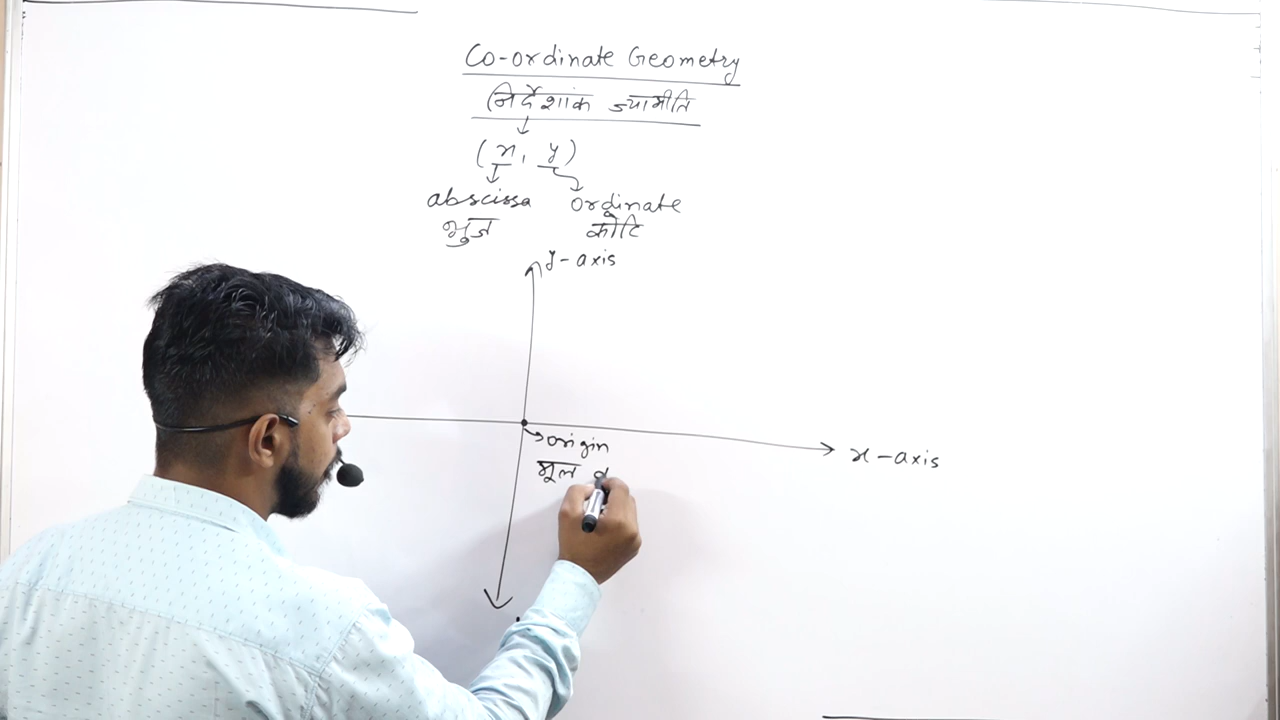 Co-ordinate Geometry
निर्देशांक ज्यामीति
(x, y)
abscissa ordinate
भुज कोटि
y-axis
origin
मूल
x-axis